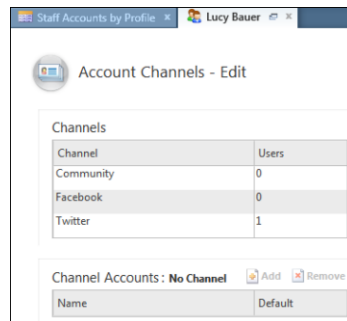 Staff Accounts by Profile × Lucy Bauer ×
Account Channels - Edit
Channels
Channel Users
Community 0
Facebook 0
Twitter 1
Channel Accounts: No Channel Add Remove
Name Default